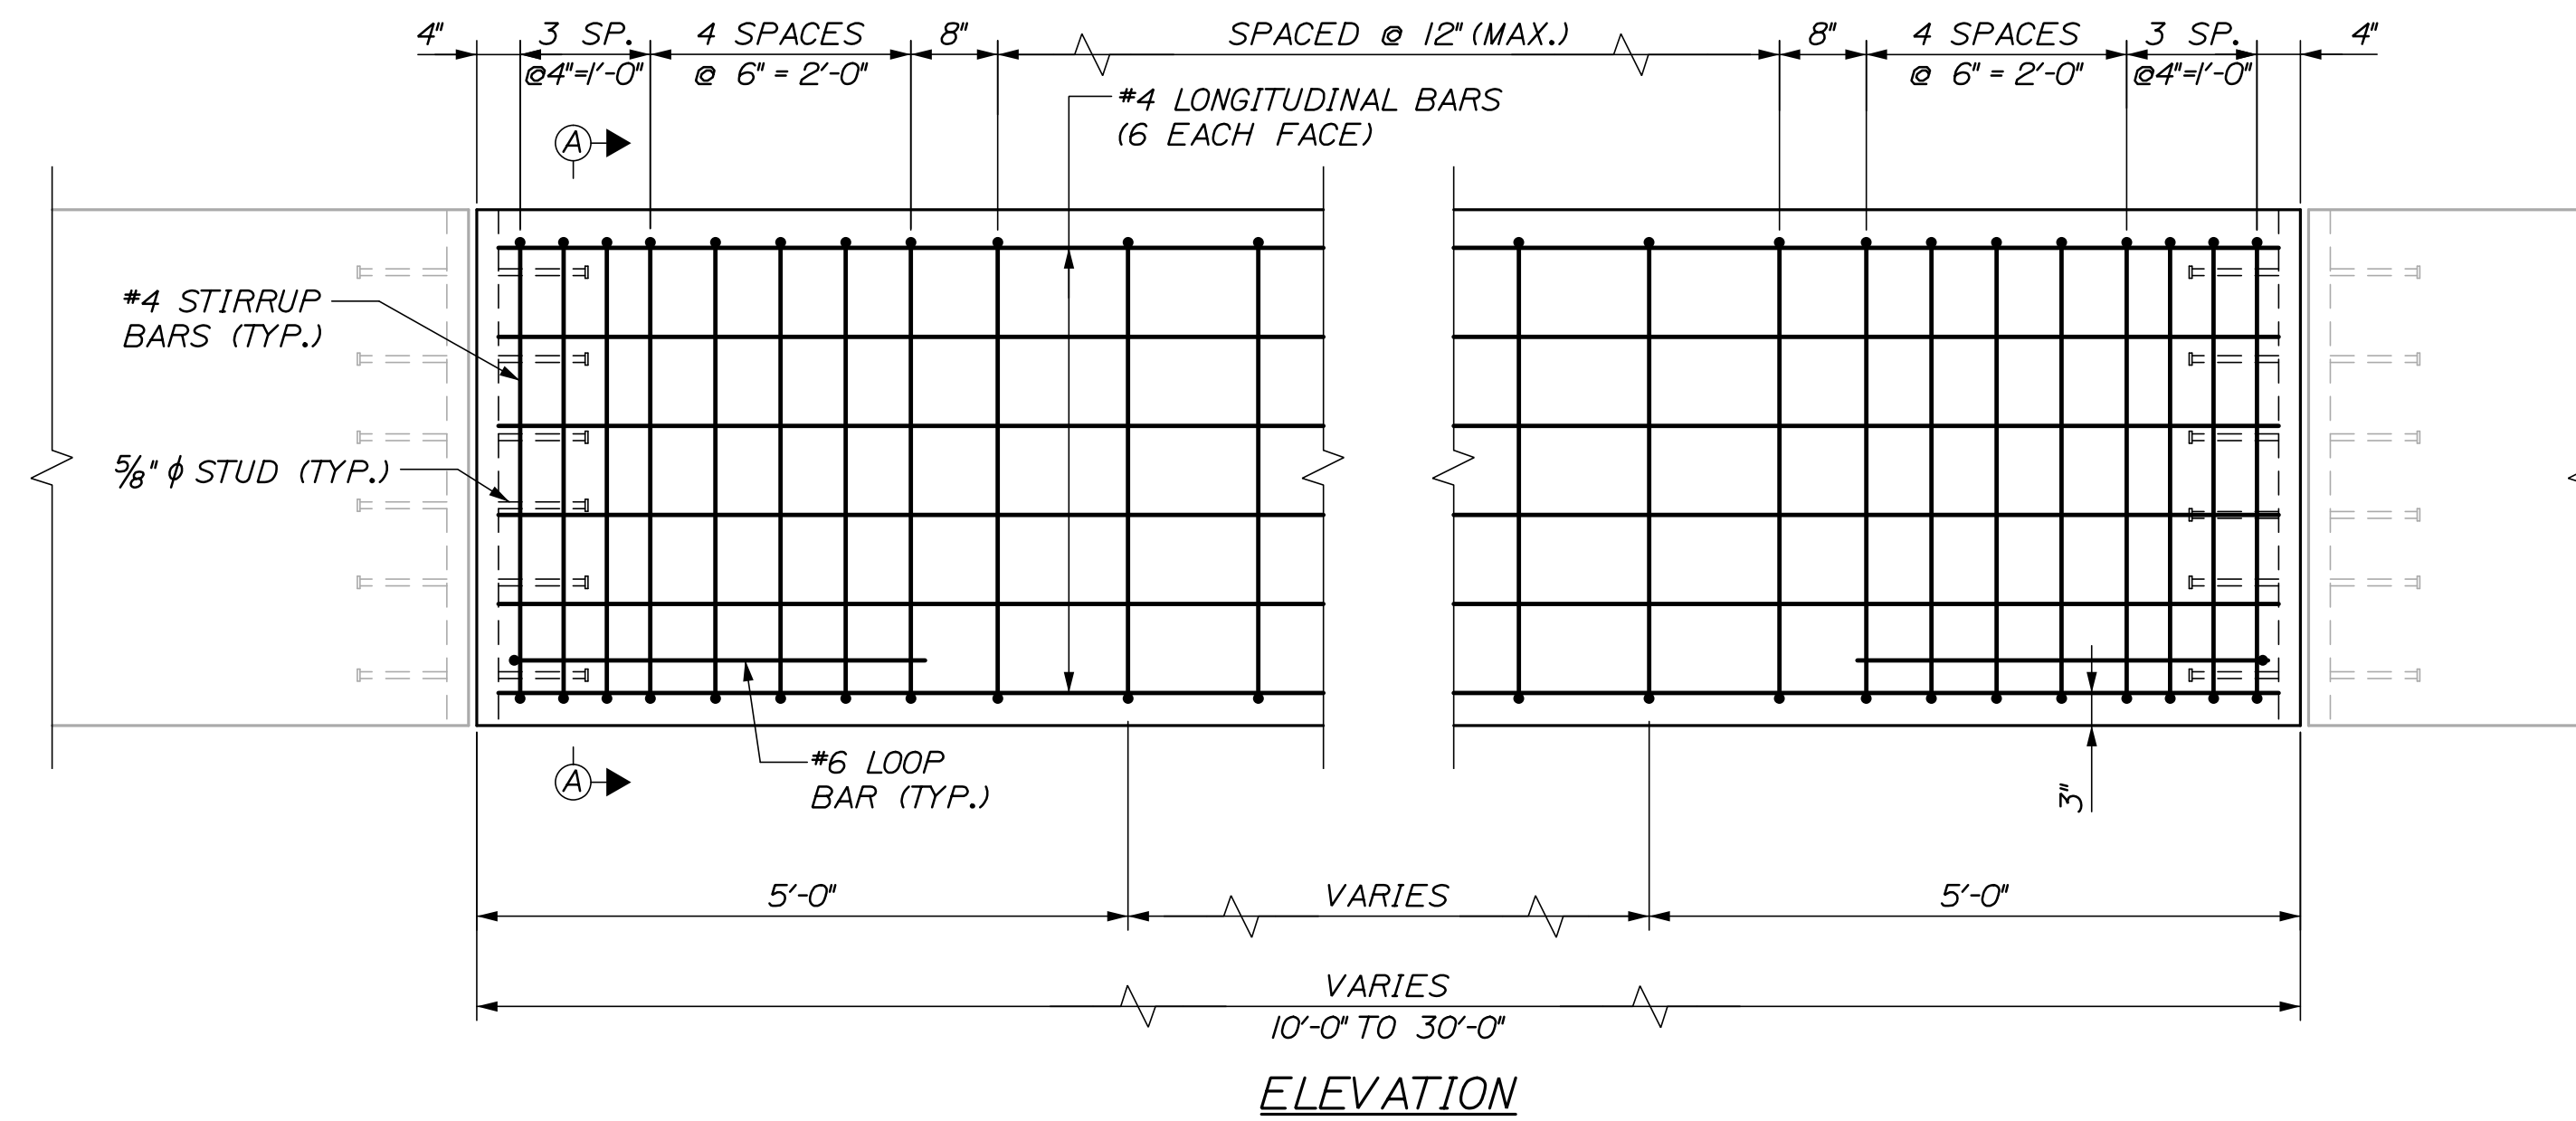 4" 3 SP. 4 SPACES 8" SPACED @ 12" (MAX.) 8" 4 SPACES 3 SP. 4"
@4"=1'-0" @ 6" = 2'-0" @ 6" = 2'-0" @4"=1'-0"
#4 LONGITUDINAL BARS
(6 EACH FACE)
A
#4 STIRRUP
BARS (TYP.)
5/8" ϕ STUD (TYP.)
#6 LOOP
BAR (TYP.)
A
3"
5'-0" VARIES 5'-0"
VARIES
10'-0" TO 30'-0"
ELEVATION